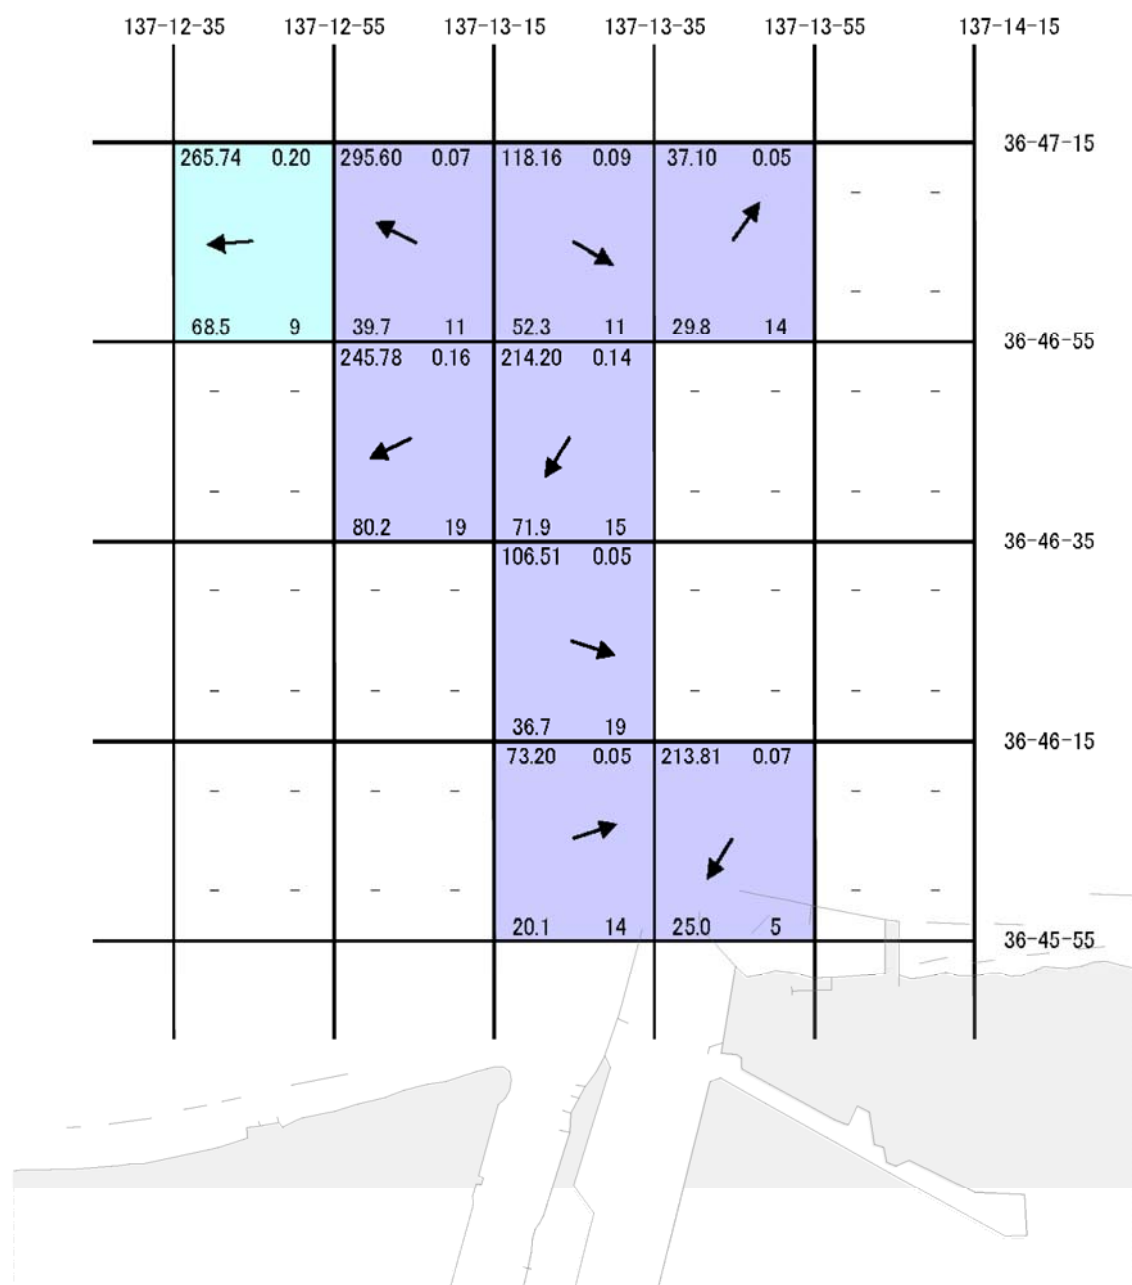 137-12-35 137-12-55 137-13-15 137-13-35 137-13-55 137-14-15
36-47-15
265.74 0.20 295.60 0.07 118.16 0.09 37.10 0.05
- -
- -
68.5 9 39.7 11 52.3 11 29.8 14
36-46-55
245.78 0.16 214.20 0.14
- - - - - -
- - - - - -
80.2 19 71.9 15
36-46-35
106.51 0.05
- - - - - - - -
- - - - - - - -
36.7 19
36-46-15
73.20 0.05 213.81 0.07
- - - - - -
- - - - - -
20.1 14 25.0 5
36-45-55